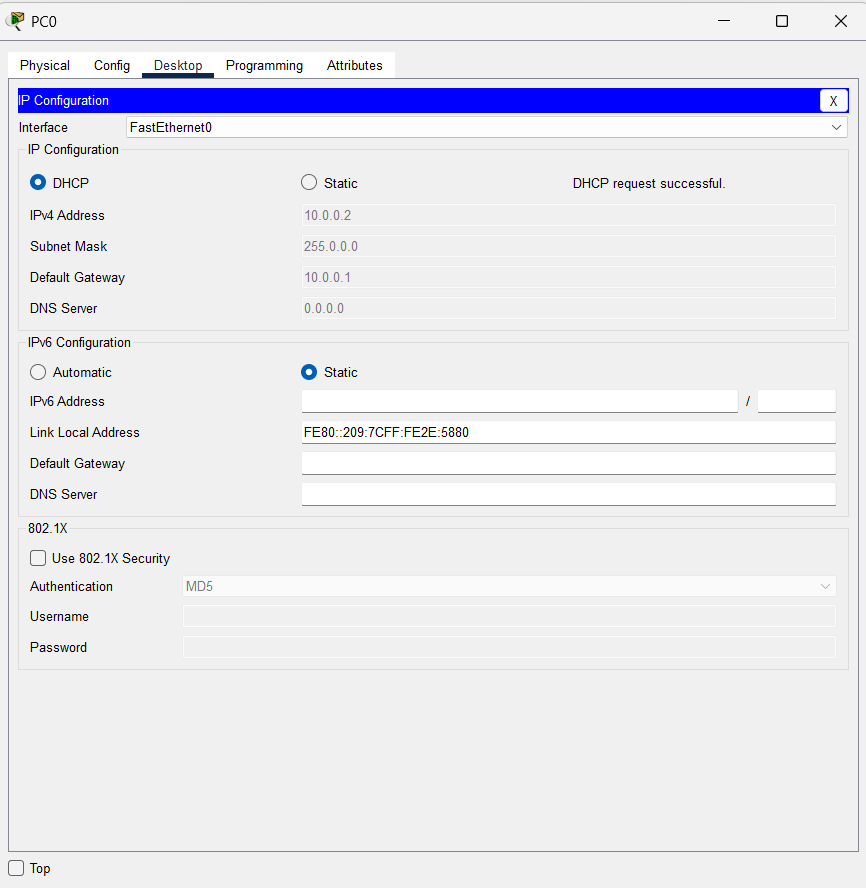 PC0
Physical Config Desktop Programming Attributes
IP Configuration X
Interface FastEthernet0
IP Configuration
DHCP Static DHCP request successful.
IPv4 Address 10.0.0.2
Subnet Mask 255.0.0.0
Default Gateway 10.0.0.1
DNS Server 0.0.0.0
IPv6 Configuration
Automatic Static
IPv6 Address /
Link Local Address FE80::209:7CFF:FE2E:5880
Default Gateway
DNS Server
802.1X
Use 802.1X Security
Authentication MD5
Username
Password
Top